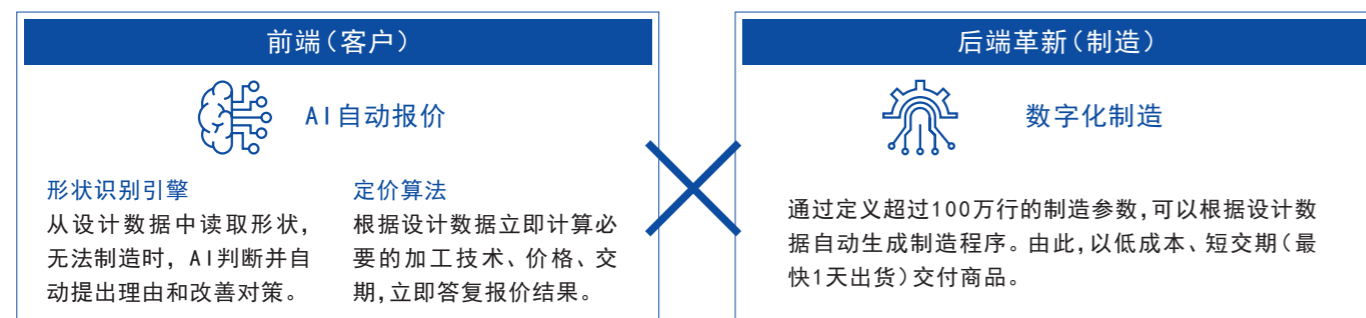 前端（客户）
AI自动报价
形状识别引擎
从设计数据中读取形状，
无法制造时，AI判断并自
动提出理由和改善对策。
定价算法
根据设计数据立即计算必
要的加工技术、价格、交
期，立即答复报价结果。
后端革新（制造）
数字化制造
通过定义超过100万行的制造参数，可以根据设计数
据自动生成制造程序。由此，以低成本、短交期（最
快1天出货）交付商品。